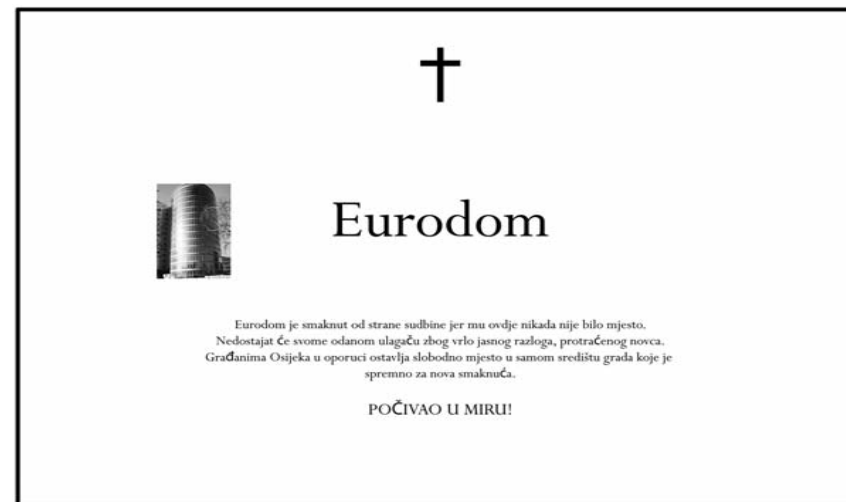 Eurodom
Eurodom je smaknut od strane sudbine jer mu ovdje nikada nije bilo mjesto.
Nedostajat će svome odanom ulagaču zbog vrlo jasnog razloga, protraćenog novca.
Građanima Osijeka u oporuci ostavlja slobodno mjesto u samom središtu grada koje je
spremno za nova smaknuća.
POČIVAO U MIRU!